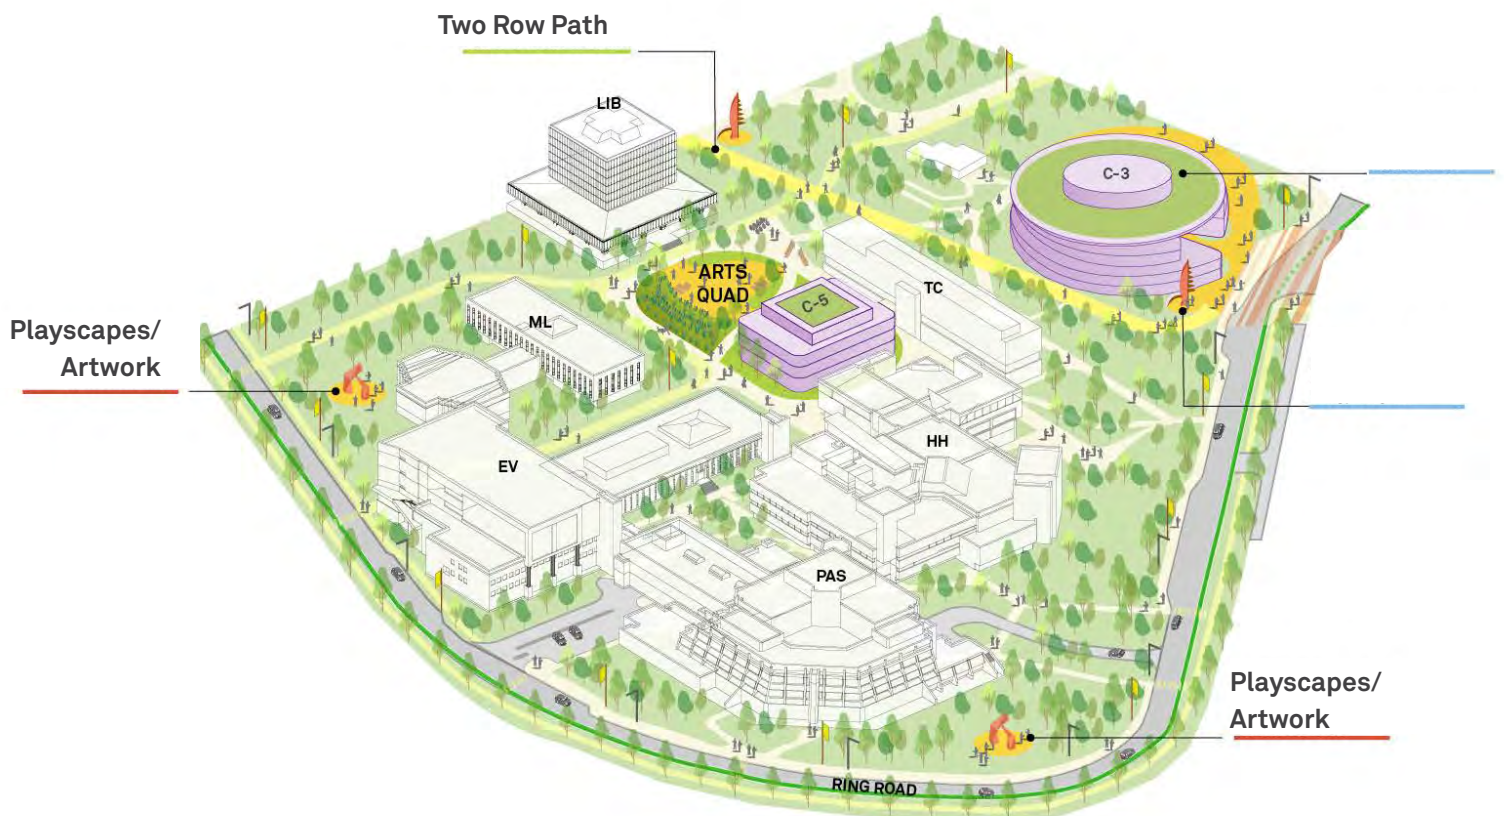 Two Row Path
LIB
C-3
ARTS
QUAD
TC
C-5
ML
Playscapes/
Artwork
HH
EV
PAS
Playscapes/
Artwork
RING ROAD